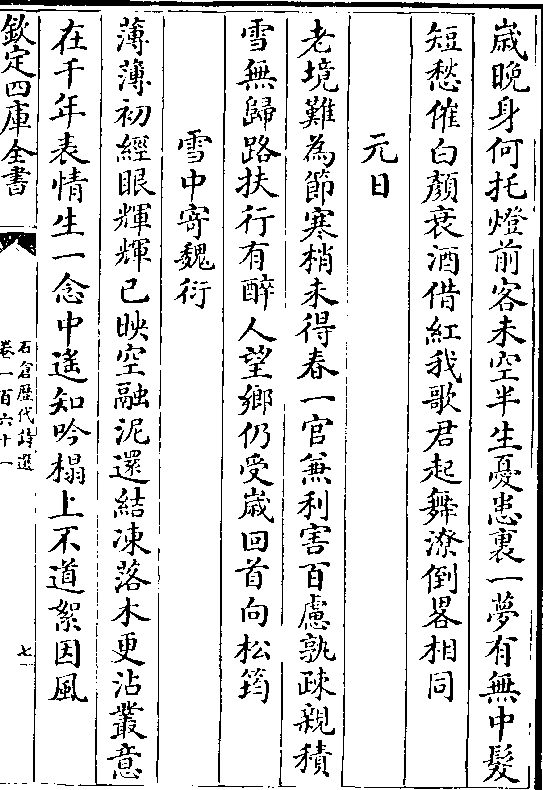 歲晚身何托燈前客未空半生憂患裏一夢有無中髮
短愁催白顏衰酒借紅我歌君起舞潦倒畧相同
元日
老境難為節寒梢未得春一官兼利害百慮孰疎親積
雪無歸路扶行有醉人望鄉仍受歲回首向松筠
雪中寄魏衍
薄薄初經眼輝輝已映空融泥還結凍落木更沾叢意
在千年表情生一念中遙知吟榻上不道絮因風
欽定四庫全書
石倉歷代詩選
卷一百六十一
七